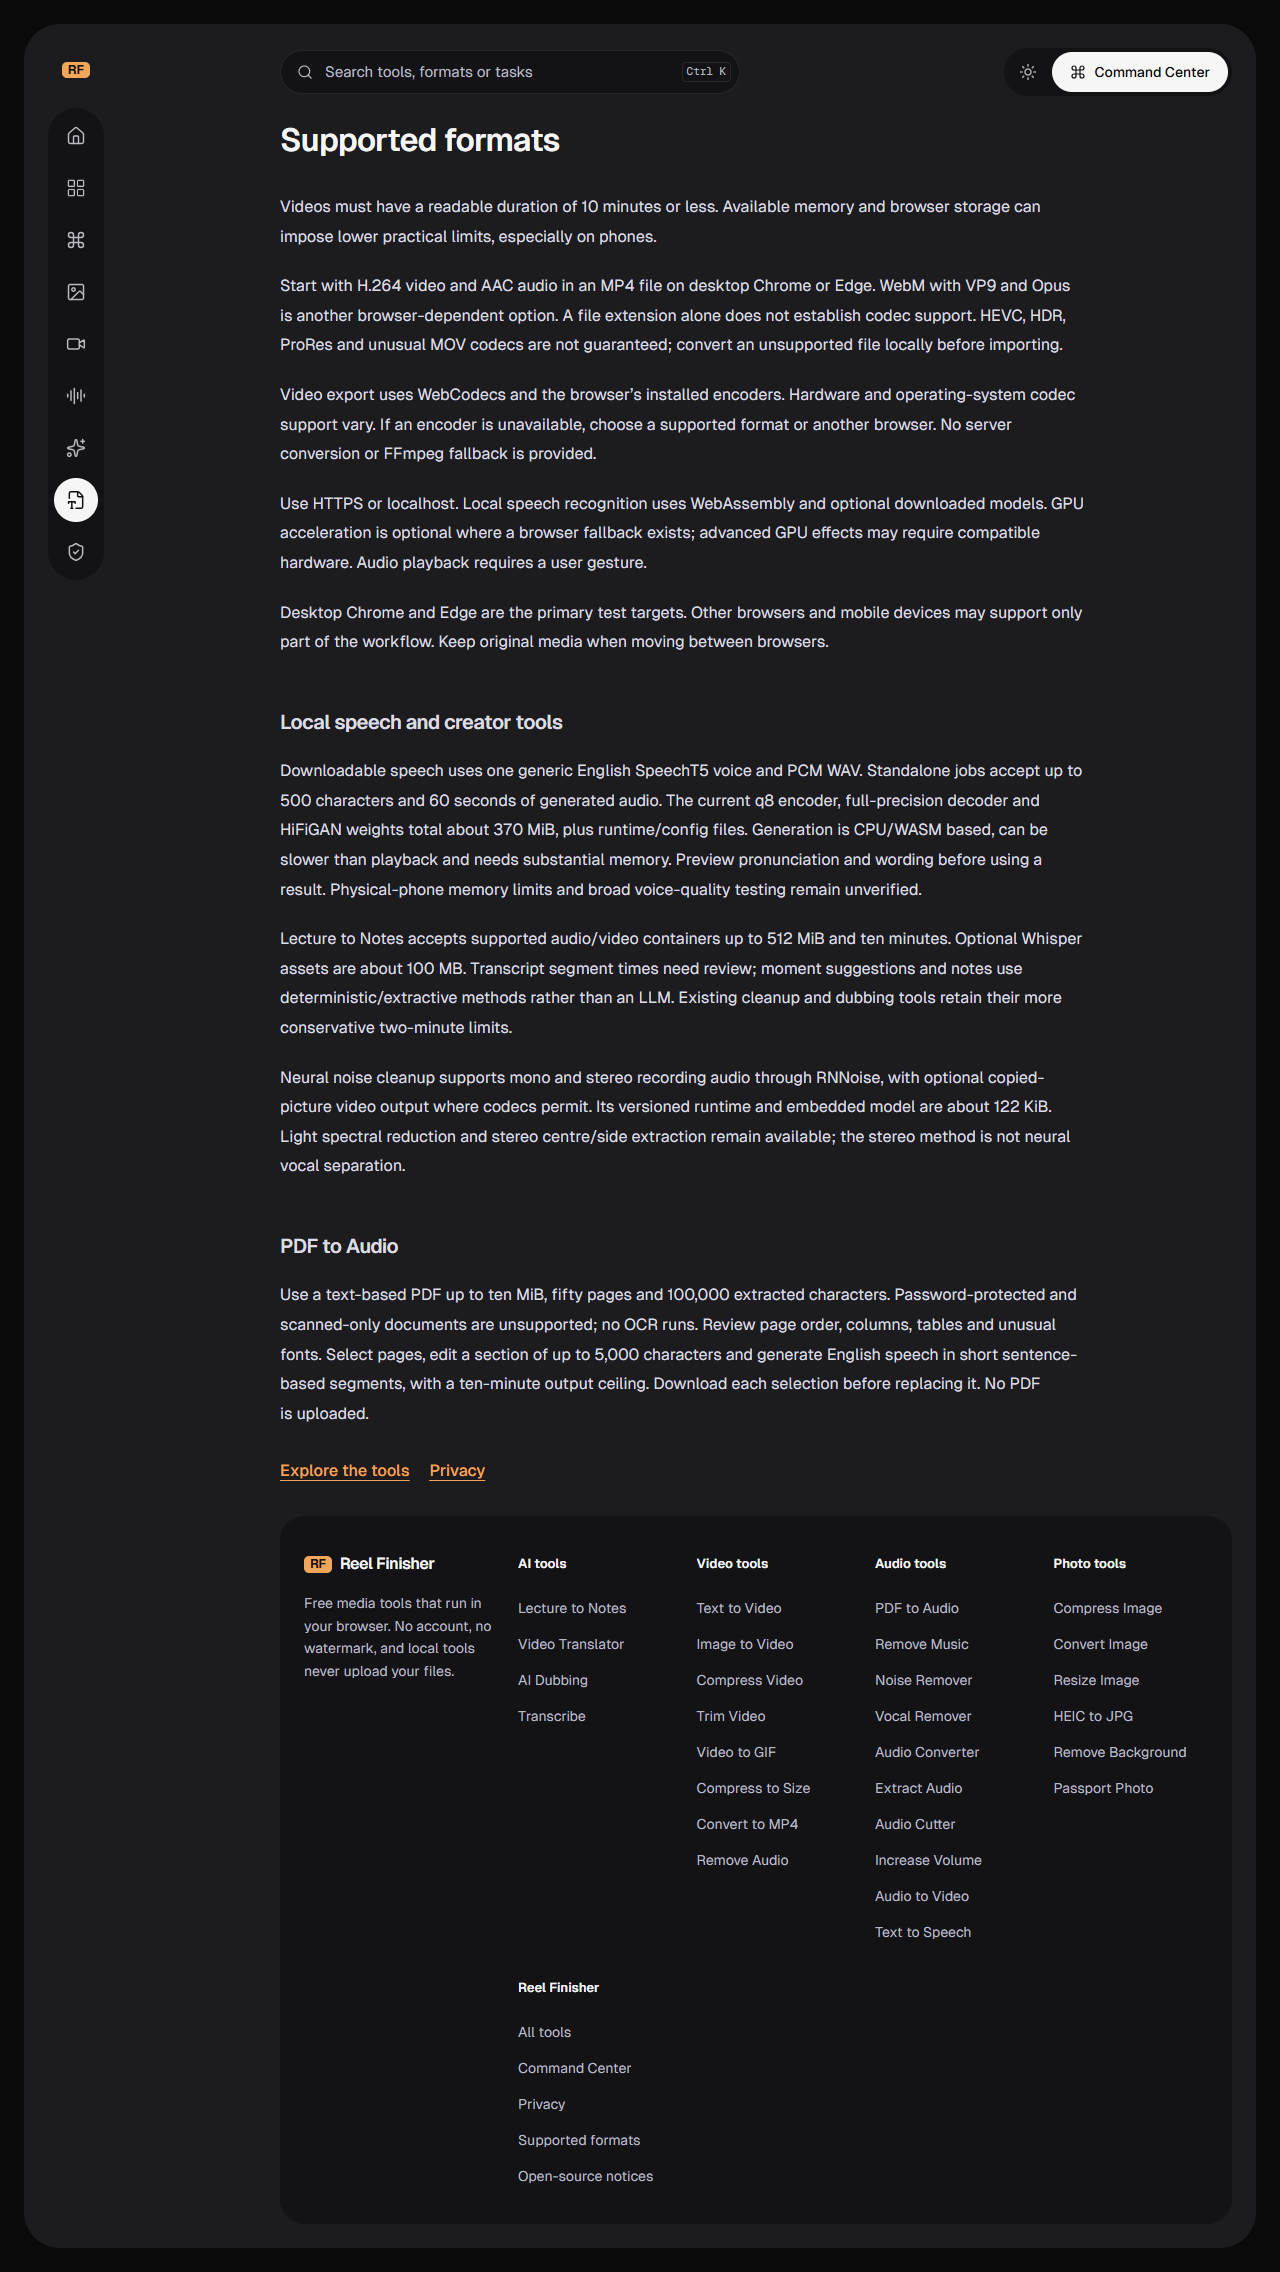 RF
Search tools, formats or tasks
Ctrl K
Command Center
Supported formats
Videos must have a readable duration of 10 minutes or less. Available memory and browser storage can
impose lower practical limits, especially on phones.
Start with H.264 video and AAC audio in an MP4 file on desktop Chrome or Edge. WebM with VP9 and Opus
is another browser-dependent option. A file extension alone does not establish codec support. HEVC, HDR,
ProRes and unusual MOV codecs are not guaranteed; convert an unsupported file locally before importing.
Video export uses WebCodecs and the browser’s installed encoders. Hardware and operating-system codec
support vary. If an encoder is unavailable, choose a supported format or another browser. No server
conversion or FFmpeg fallback is provided.
Use HTTPS or localhost. Local speech recognition uses WebAssembly and optional downloaded models. GPU
acceleration is optional where a browser fallback exists; advanced GPU effects may require compatible
hardware. Audio playback requires a user gesture.
Desktop Chrome and Edge are the primary test targets. Other browsers and mobile devices may support only
part of the workflow. Keep original media when moving between browsers.
Local speech and creator tools
Downloadable speech uses one generic English SpeechT5 voice and PCM WAV. Standalone jobs accept up to
500 characters and 60 seconds of generated audio. The current q8 encoder, full-precision decoder and
HiFiGAN weights total about 370 MiB, plus runtime/config files. Generation is CPU/WASM based, can be
slower than playback and needs substantial memory. Preview pronunciation and wording before using a
result. Physical-phone memory limits and broad voice-quality testing remain unverified.
Lecture to Notes accepts supported audio/video containers up to 512 MiB and ten minutes. Optional Whisper
assets are about 100 MB. Transcript segment times need review; moment suggestions and notes use
deterministic/extractive methods rather than an LLM. Existing cleanup and dubbing tools retain their more
conservative two-minute limits.
Neural noise cleanup supports mono and stereo recording audio through RNNoise, with optional copied-
picture video output where codecs permit. Its versioned runtime and embedded model are about 122 KiB.
Light spectral reduction and stereo centre/side extraction remain available; the stereo method is not neural
vocal separation.
PDF to Audio
Use a text-based PDF up to ten MiB, fifty pages and 100,000 extracted characters. Password-protected and
scanned-only documents are unsupported; no OCR runs. Review page order, columns, tables and unusual
fonts. Select pages, edit a section of up to 5,000 characters and generate English speech in short sentence-
based segments, with a ten-minute output ceiling. Download each selection before replacing it. No PDF
is uploaded.
Explore the tools Privacy
RF Reel Finisher
Free media tools that run in
your browser. No account, no
watermark, and local tools
never upload your files.
AI tools
Lecture to Notes
Video Translator
AI Dubbing
Transcribe
Video tools
Text to Video
Image to Video
Compress Video
Trim Video
Video to GIF
Compress to Size
Convert to MP4
Remove Audio
Audio tools
PDF to Audio
Remove Music
Noise Remover
Vocal Remover
Audio Converter
Extract Audio
Audio Cutter
Increase Volume
Audio to Video
Text to Speech
Photo tools
Compress Image
Convert Image
Resize Image
HEIC to JPG
Remove Background
Passport Photo
Reel Finisher
All tools
Command Center
Privacy
Supported formats
Open-source notices